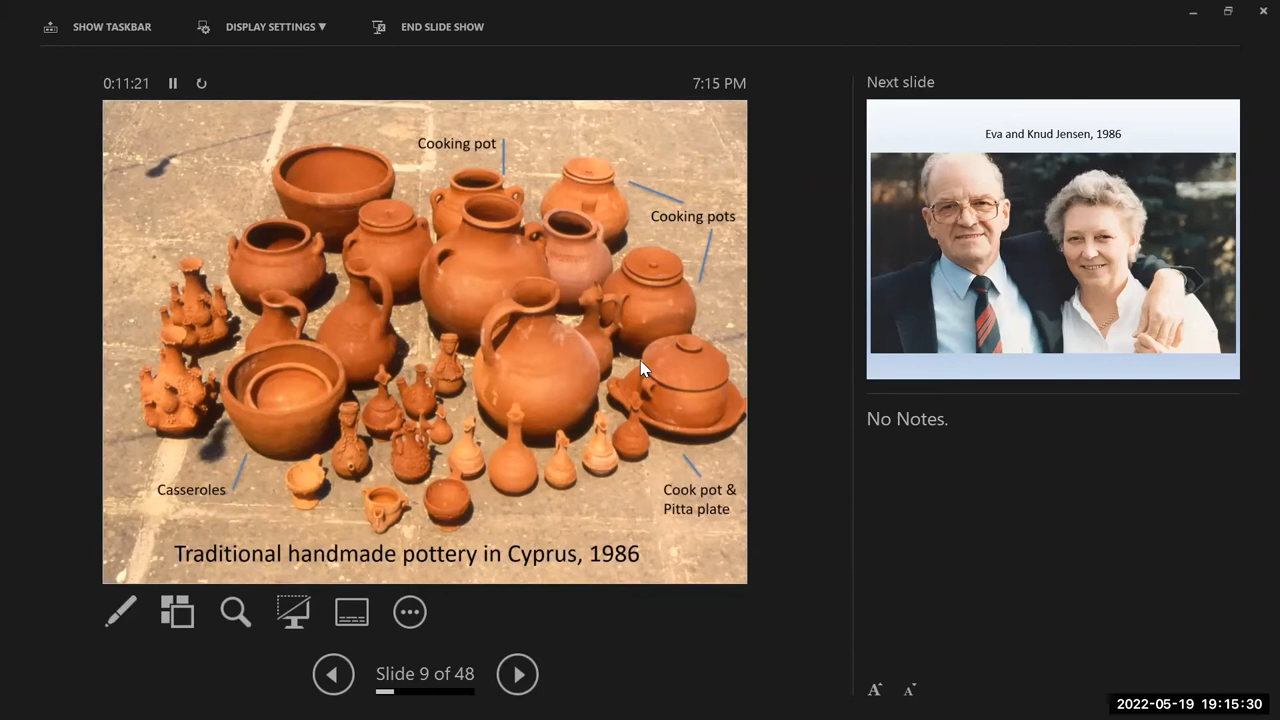 SHOW TASKBAR
DISPLAY SETTINGS ▼
END SLIDE SHOW
0:11:21
7:15 PM
Next slide
Cooking pot
Cooking pots
Casseroles
Cook pot &
Pitta plate
Traditional handmade pottery in Cyprus, 1986
Eva and Knud Jensen, 1986
No Notes.
Slide 9 of 48
A
A
2022-05-19 19:15:30